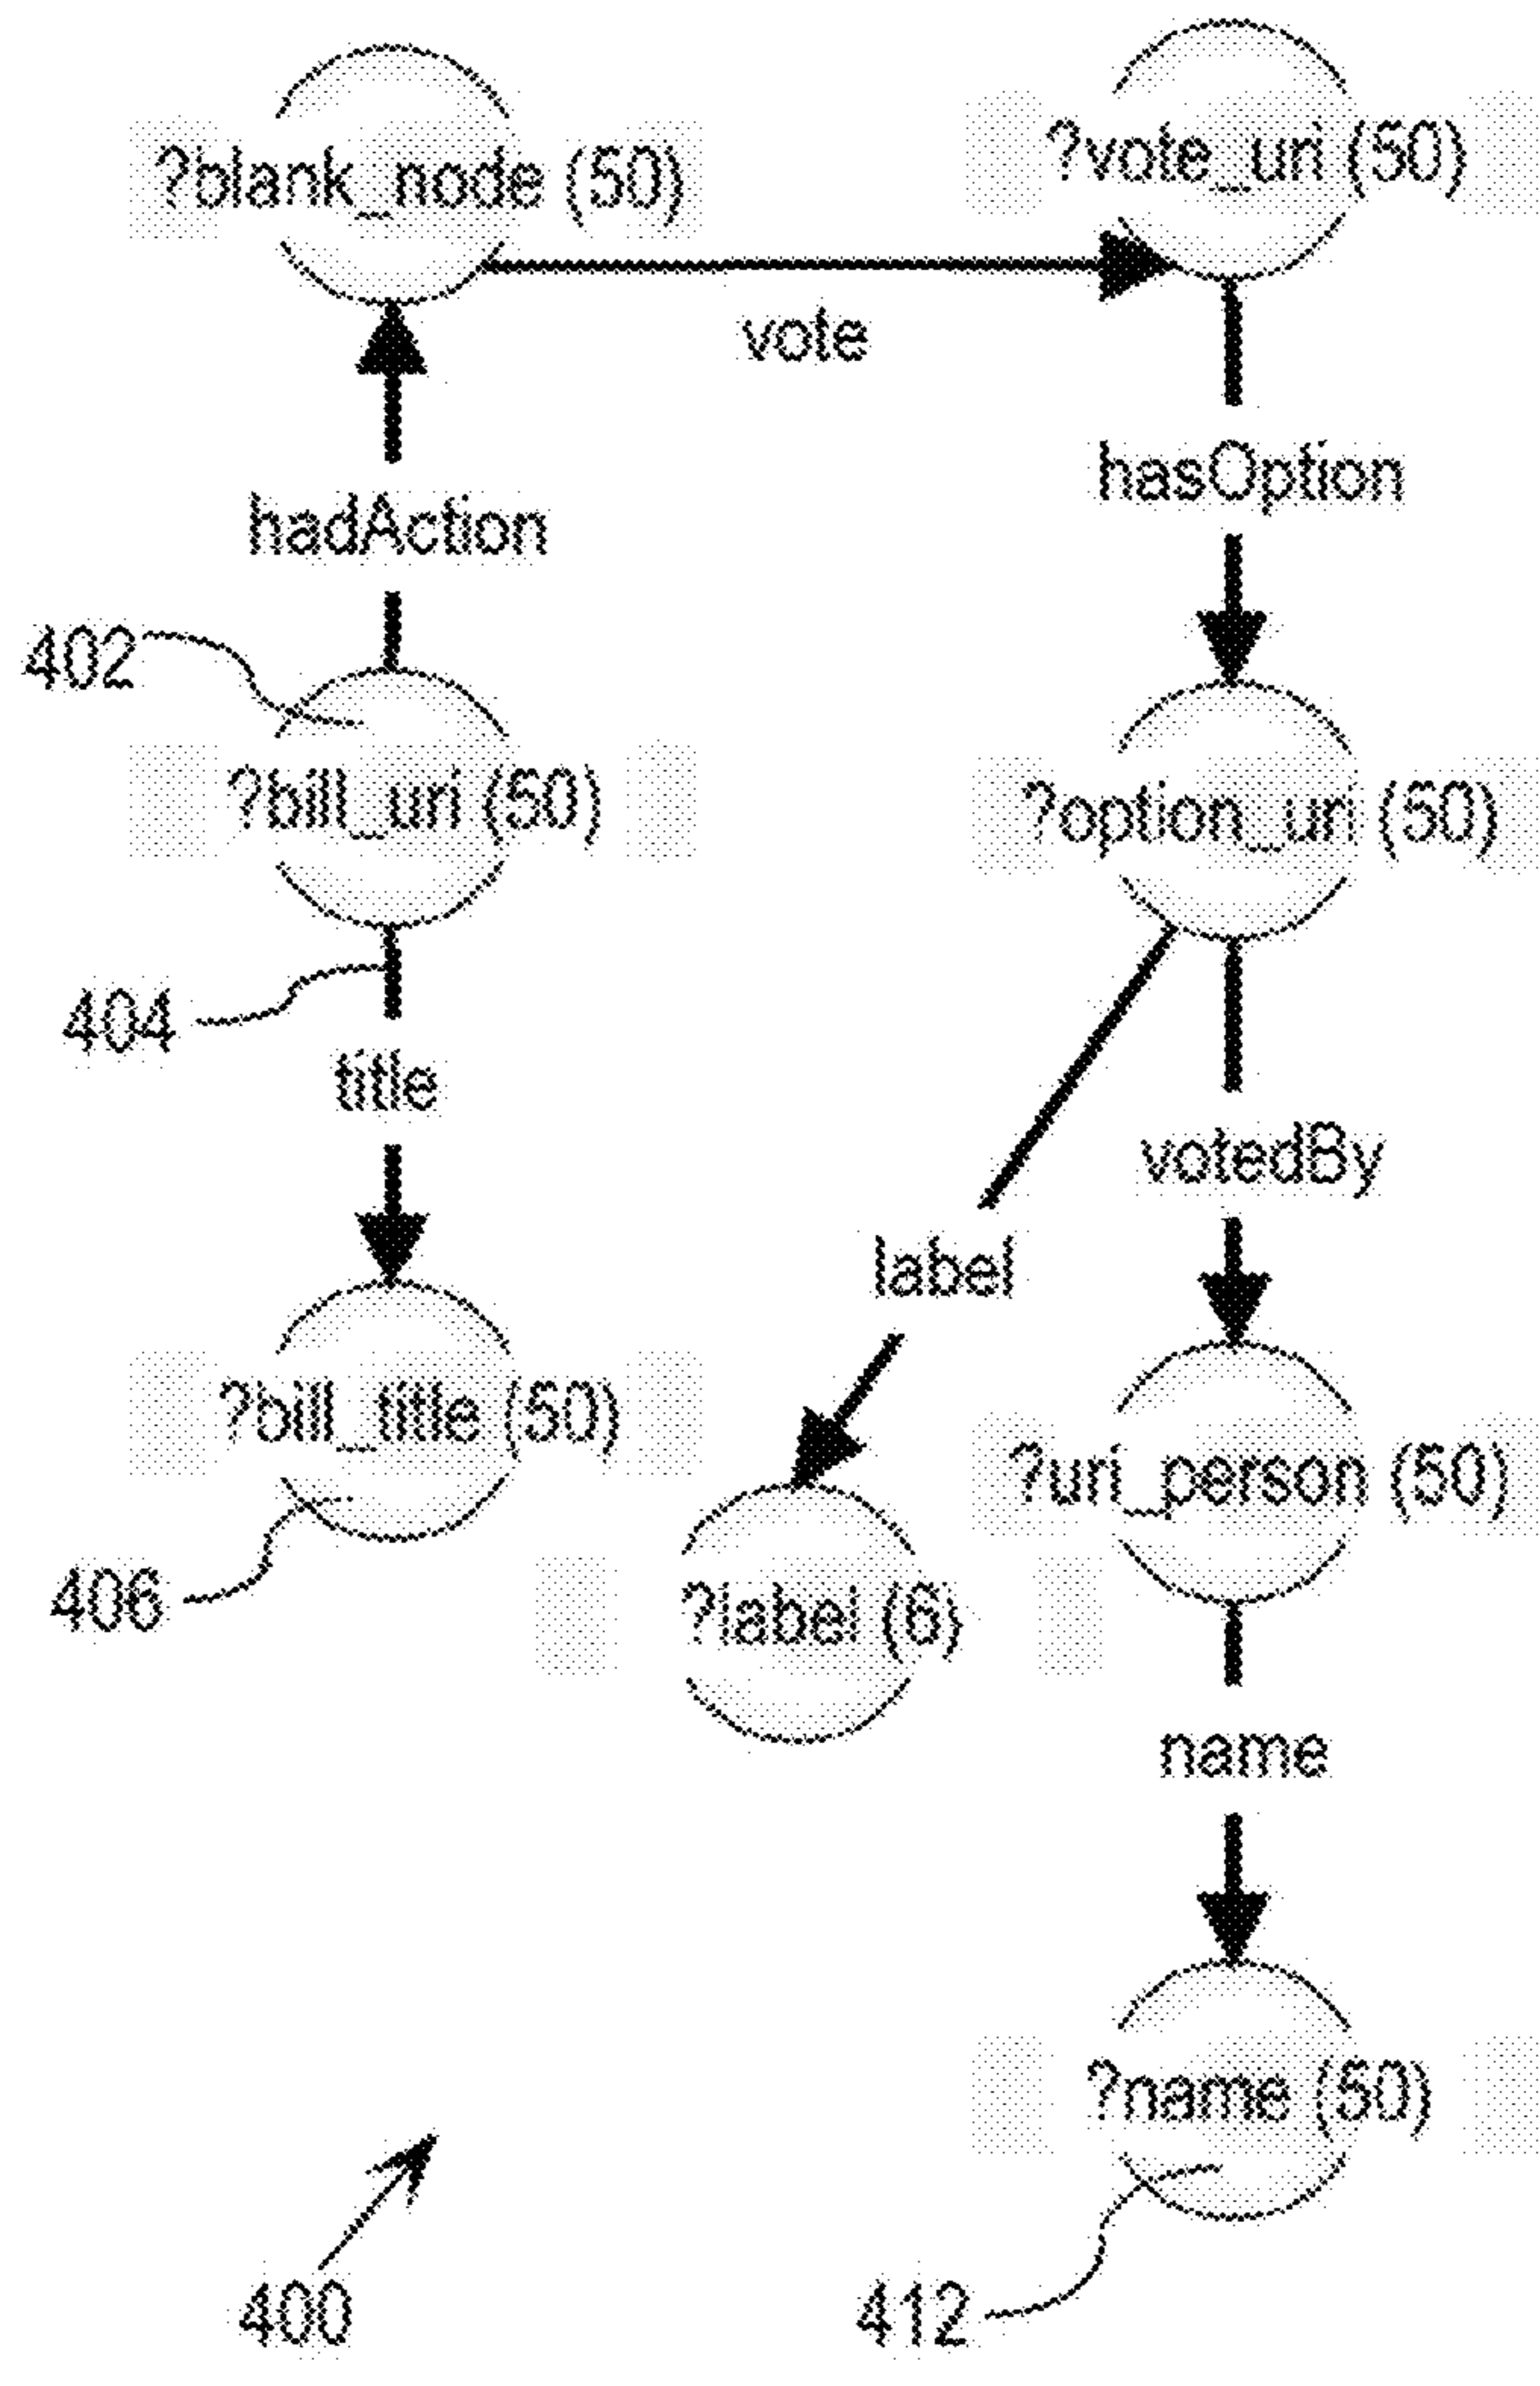 ?blank_node (50)
?vote_uri (50)
vote
hadAction
hasOption
402
?bill_uri (50)
?option_uri (50)
404
title
votedBy
label
?bill_title (50)
?uri_person (50)
406
?label (6)
name
?name (50)
400
412